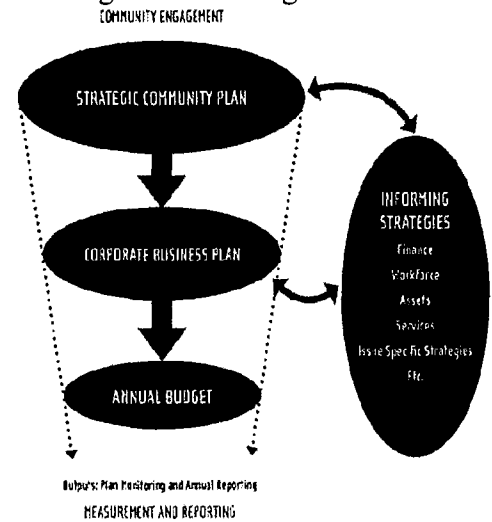 COMMUNITY ENGAGEMENT
STRATEGIC COMMUNITY PLAN
CORPORATE BUSINESS PLAN
ANNUAL BUDGET
INFORMING
STRATEGIES
Finance
Workforce
Assets
Services
Issue Specific Strategies
Etc.
Outputs: Plan Monitoring and Annual Reporting
MEASUREMENT AND REPORTING